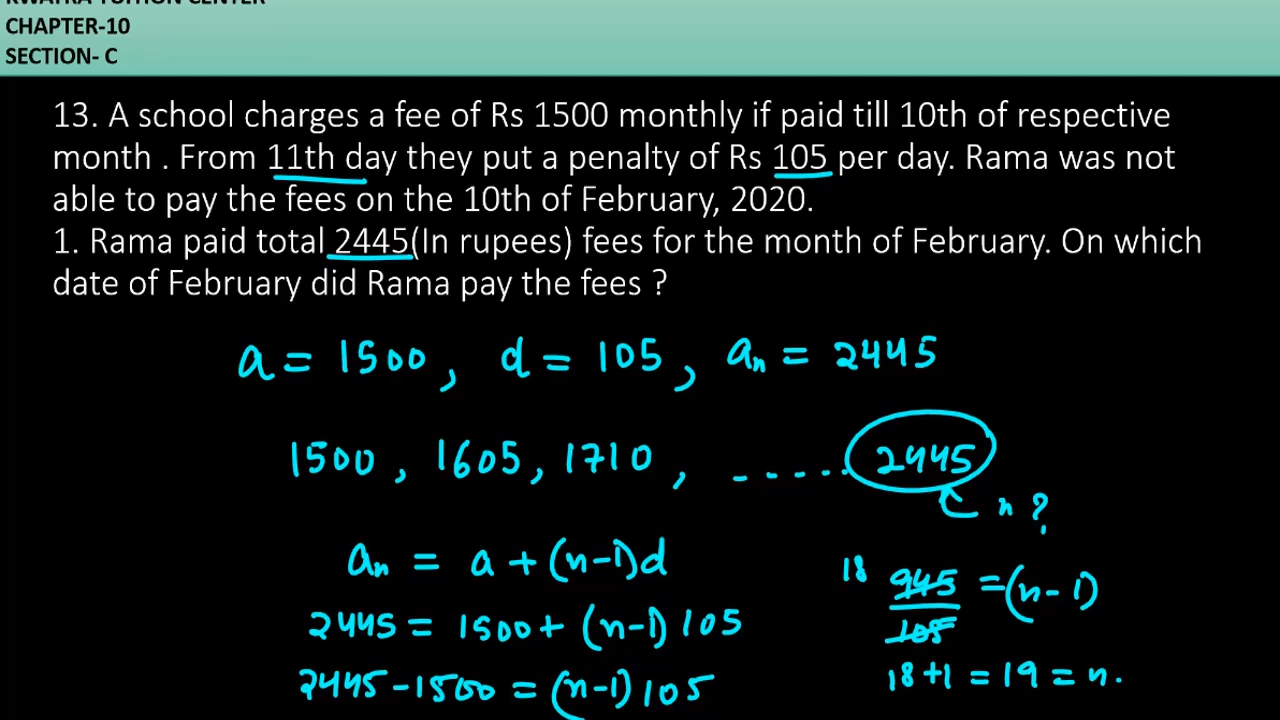 KWATRA TUITION CENTER
CHAPTER-10
SECTION- C
13. A school charges a fee of Rs 1500 monthly if paid till 10th of respective
month . From 11th day they put a penalty of Rs 105 per day. Rama was not
able to pay the fees on the 10th of February, 2020.
1. Rama paid total 2445(In rupees) fees for the month of February. On which
date of February did Rama pay the fees ?
a = 1500, d = 105, an = 2445
1500, 1605, 1710, ..... 2445
n ?
an = a + (n-1)d
2445 = 1500 + (n-1) 105
2445 - 1500 = (n-1) 105
18 945/105 = (n-1)
18+1 = 19 = n.